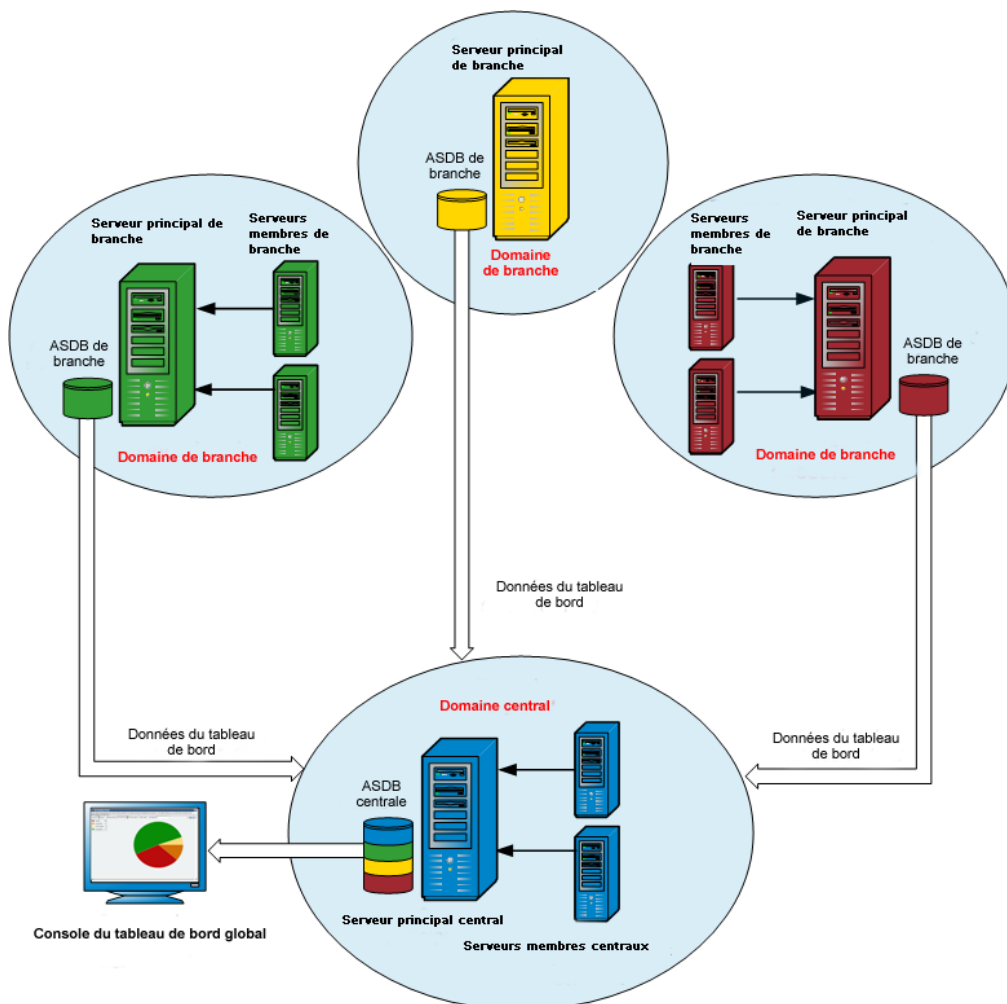 Serveur principal
de branche
ASDB de
branche
Domaine
de branche
Serveur principal de
branche
Serveurs
membres de
branche
ASDB de
branche
Domaine de branche
Serveurs
membres
de branche
Serveur principal
de branche
ASDB de
branche
Domaine de branche
Données du tableau
de bord
Données du tableau
de bord
Données du tableau
de bord
Domaine central
ASDB
centrale
Serveur principal central
Serveurs membres centraux
Console du tableau de bord global